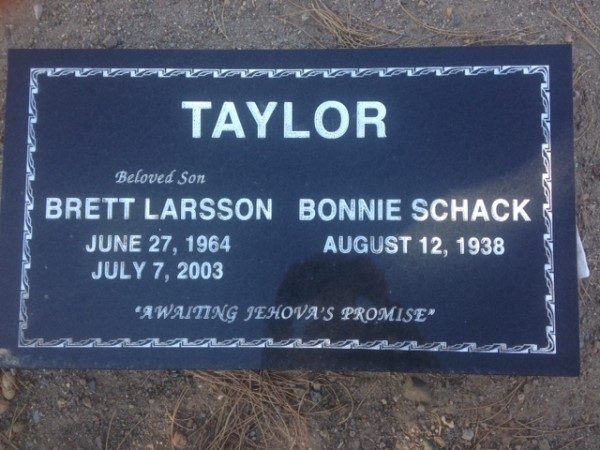 TAYLOR
Beloved Son
BRETT LARSSON BONNIE SCHACK
JUNE 27, 1964 AUGUST 12, 1938
JULY 7, 2003
"AWAITING JEHOVA'S PROMISE"